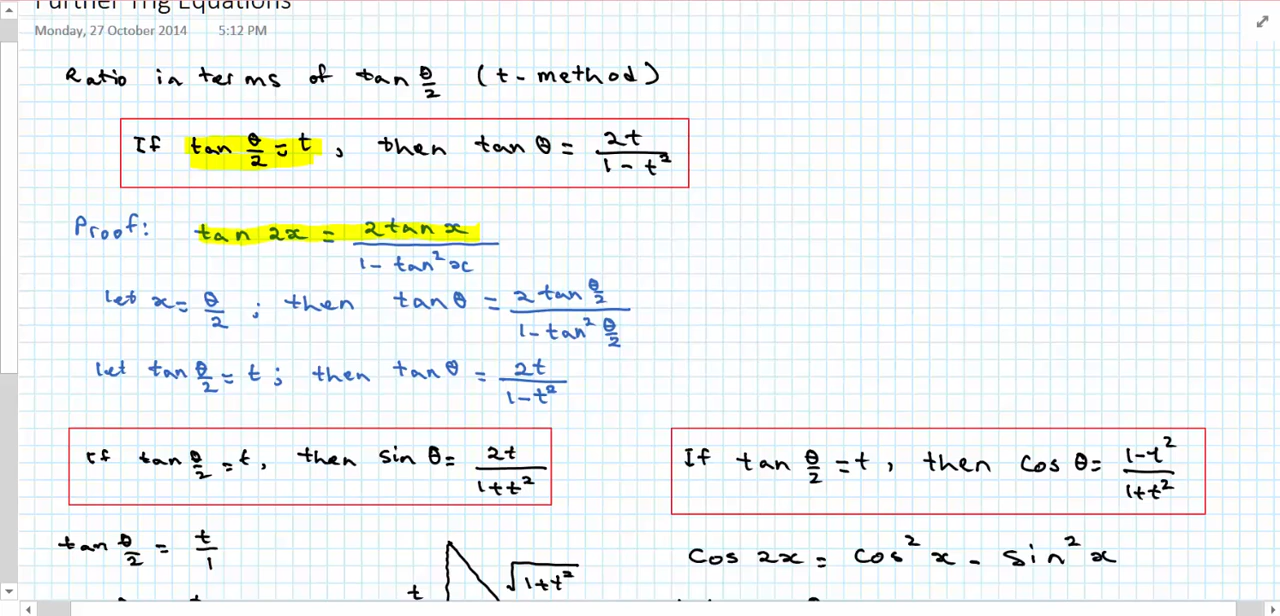 Further Trig Equations
Monday, 27 October 2014 5:12 PM
Ratio in terms of tan θ/2 (t - method)
If tan θ/2 = t, then tan θ = 2t/(1 - t²)
Proof: tan 2x = 2 tan x/(1 - tan² x)
let x = θ/2 ; then tan θ = 2 tan θ/2/(1 - tan² θ/2)
let tan θ/2 = t ; then tan θ = 2t/(1 - t²)
If tan θ/2 = t, then sin θ = 2t/(1 + t²)
If tan θ/2 = t, then cos θ = (1 - t²)/(1 + t²)
tan θ/2 = t/1
t √(1 + t²)
Cos 2x = cos² x - sin² x